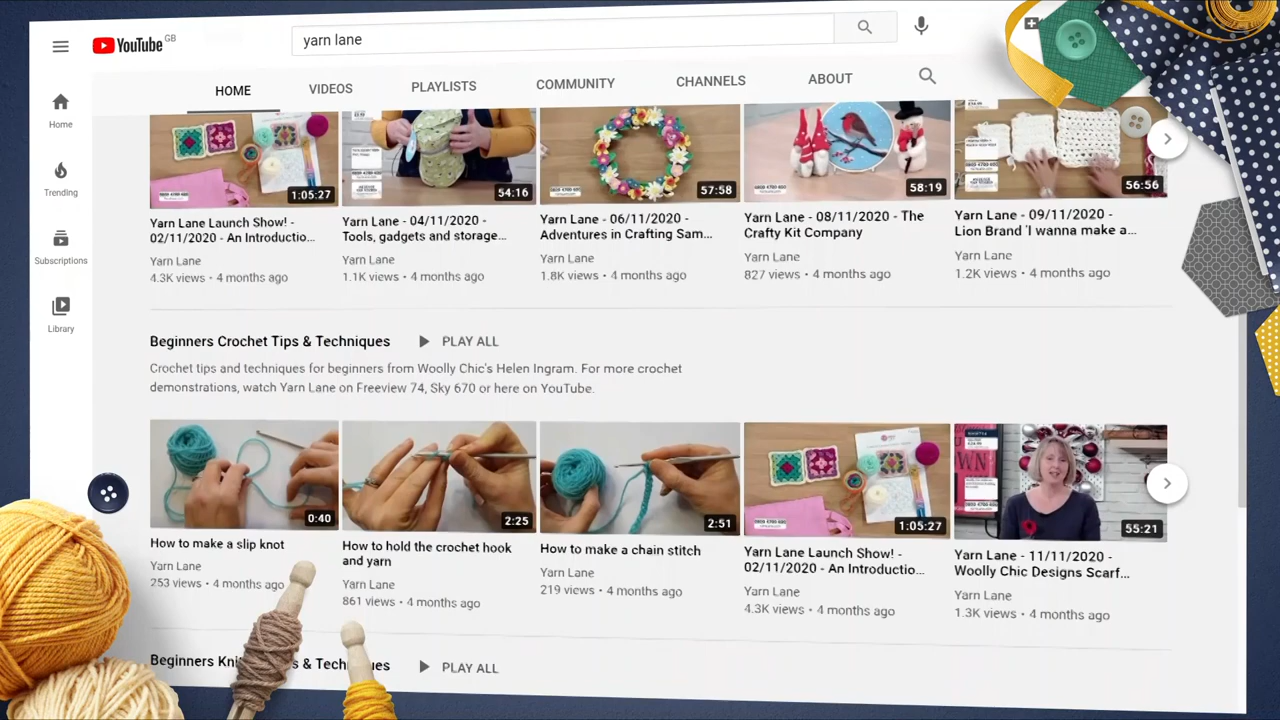 YouTube GB
yarn lane
HOME VIDEOS PLAYLISTS COMMUNITY CHANNELS ABOUT
Home
Trending
Subscriptions
Library
1:05:27
Yarn Lane Launch Show! -
02/11/2020 - An Introductio...
Yarn Lane
4.3K views • 4 months ago
54:16
Yarn Lane - 04/11/2020 -
Tools, gadgets and storage...
Yarn Lane
1.1K views • 4 months ago
57:58
Yarn Lane - 06/11/2020 -
Adventures in Crafting Sam...
Yarn Lane
1.8K views • 4 months ago
58:19
Yarn Lane - 08/11/2020 - The
Crafty Kit Company
Yarn Lane
827 views • 4 months ago
56:56
Yarn Lane - 09/11/2020 -
Lion Brand 'I wanna make a...
Yarn Lane
1.2K views • 4 months ago
Beginners Crochet Tips & Techniques PLAY ALL
Crochet tips and techniques for beginners from Woolly Chic's Helen Ingram. For more crochet
demonstrations, watch Yarn Lane on Freeview 74, Sky 670 or here on YouTube.
0:40
How to make a slip knot
Yarn Lane
253 views • 4 months ago
2:25
How to hold the crochet hook
and yarn
Yarn Lane
861 views • 4 months ago
2:51
How to make a chain stitch
Yarn Lane
219 views • 4 months ago
1:05:27
Yarn Lane Launch Show! -
02/11/2020 - An Introductio...
Yarn Lane
4.3K views • 4 months ago
55:21
Yarn Lane - 11/11/2020 -
Woolly Chic Designs Scarf...
Yarn Lane
1.3K views • 4 months ago
Beginners Kni s & Techniques PLAY ALL